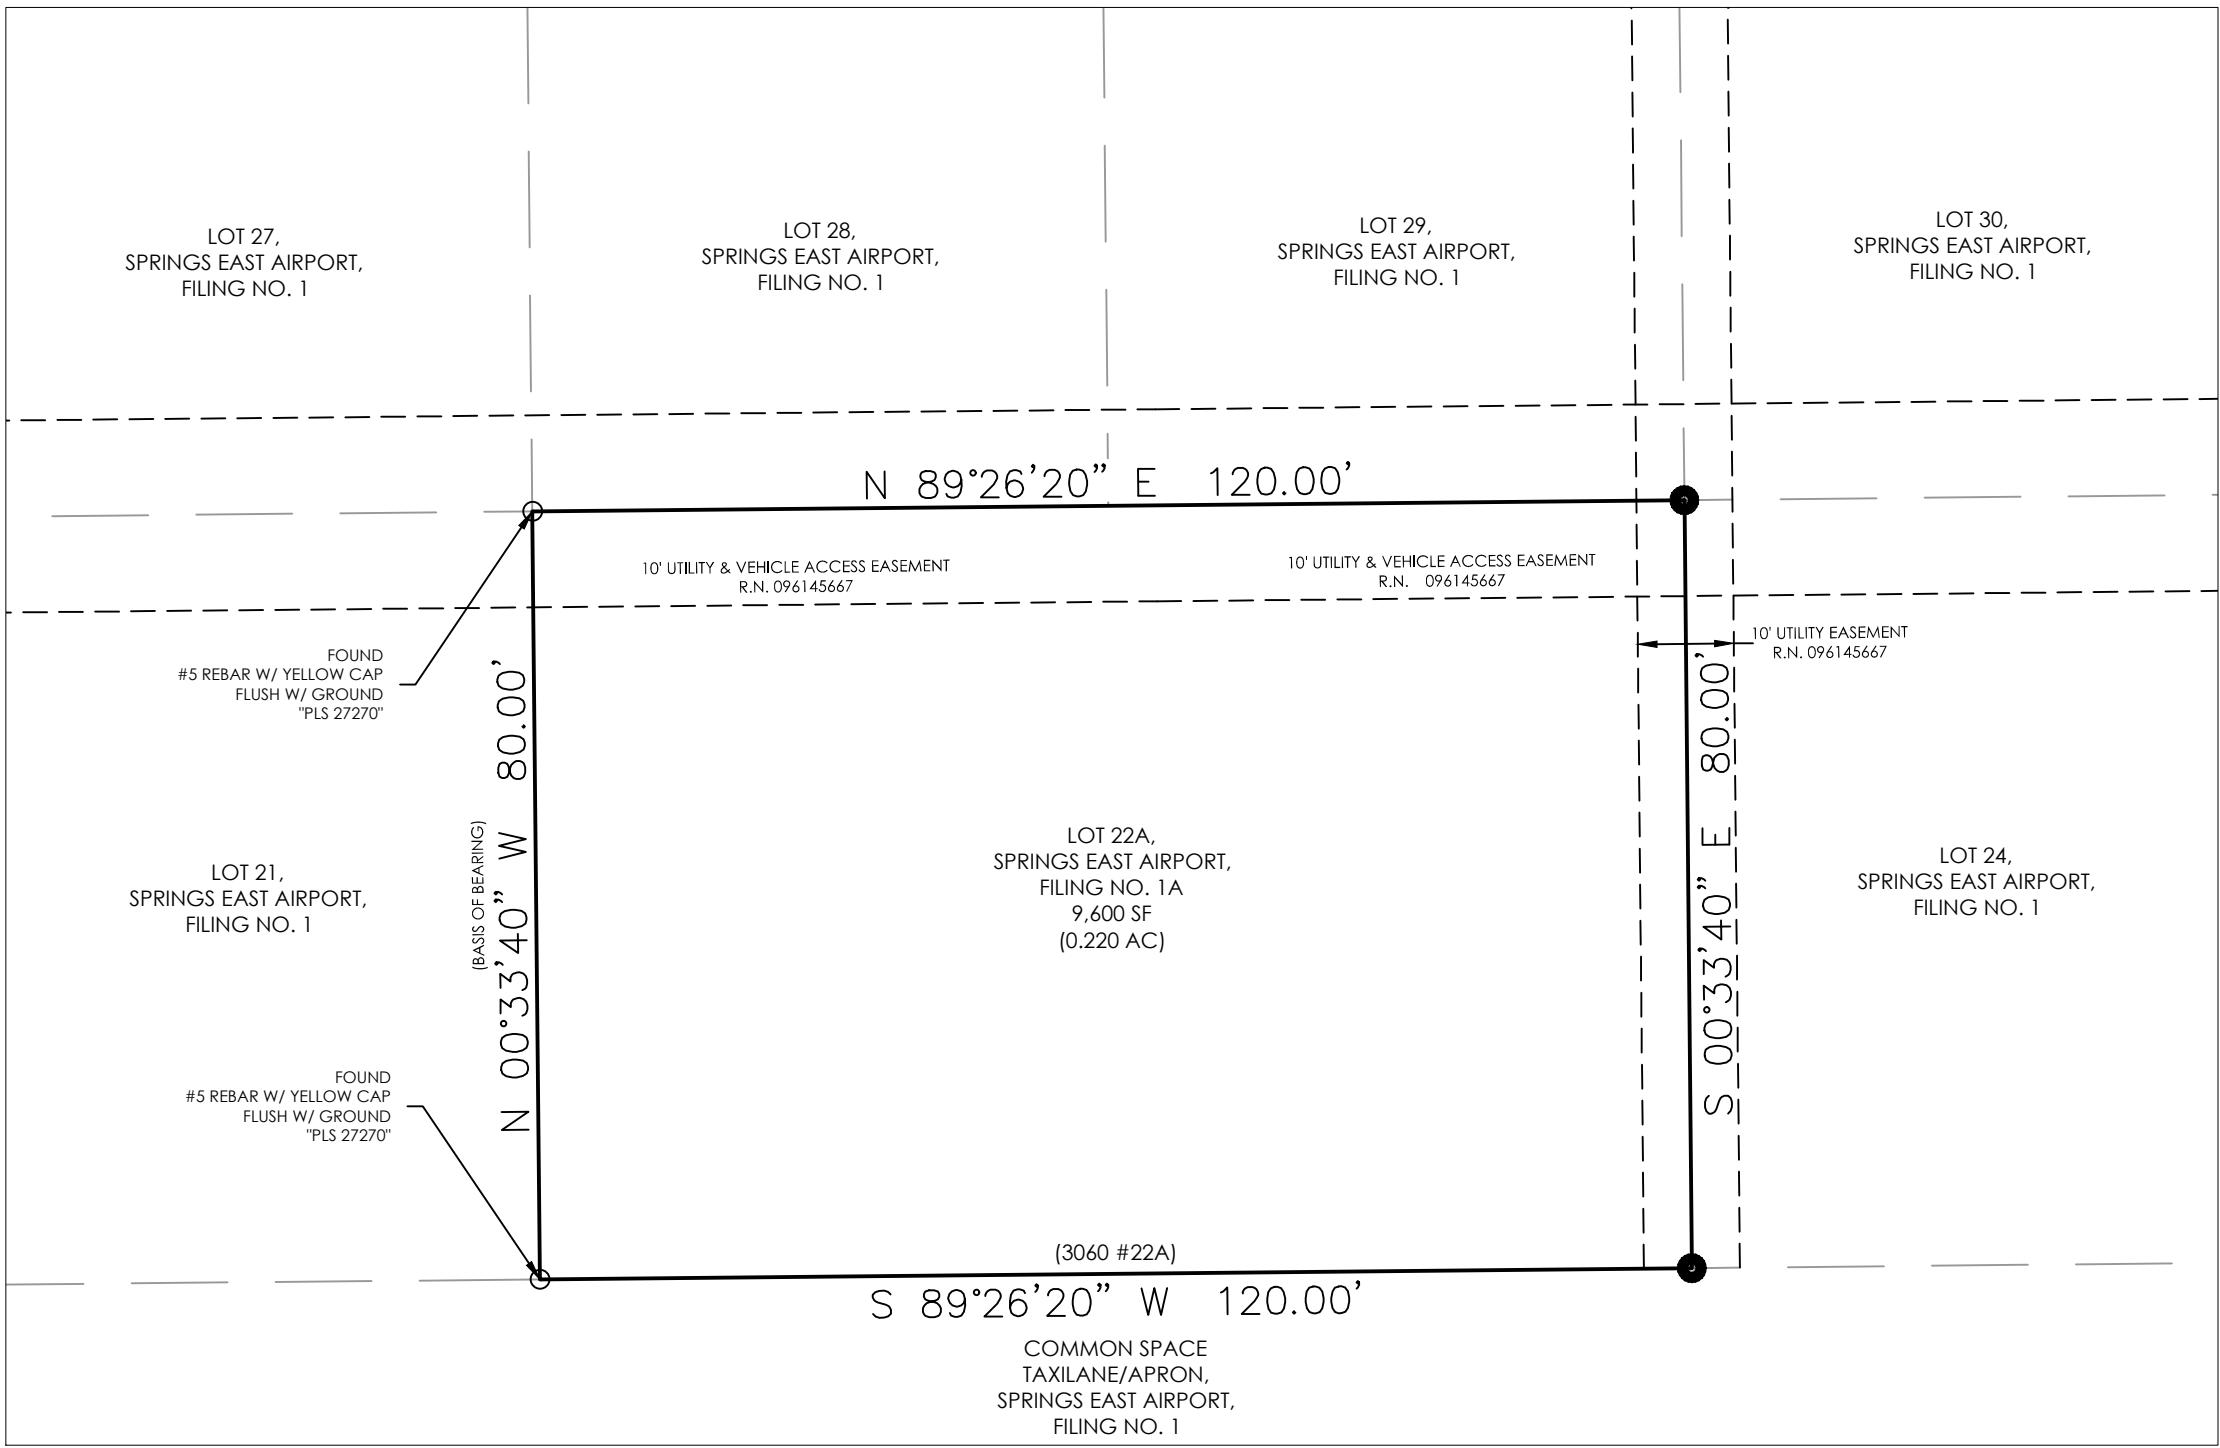 LOT 27,
SPRINGS EAST AIRPORT,
FILING NO. 1
LOT 28,
SPRINGS EAST AIRPORT,
FILING NO. 1
LOT 29,
SPRINGS EAST AIRPORT,
FILING NO. 1
LOT 30,
SPRINGS EAST AIRPORT,
FILING NO. 1
N 89°26'20" E 120.00'
10' UTILITY & VEHICLE ACCESS EASEMENT
R.N. 096145667
10' UTILITY & VEHICLE ACCESS EASEMENT
R.N. 096145667
10' UTILITY EASEMENT
R.N. 096145667
FOUND
#5 REBAR W/ YELLOW CAP
FLUSH W/ GROUND
"PLS 27270"
N 00°33'40" W 80.00'
(BASIS OF BEARING)
S 00°33'40" E 80.00'
LOT 21,
SPRINGS EAST AIRPORT,
FILING NO. 1
LOT 22A,
SPRINGS EAST AIRPORT,
FILING NO. 1A
9,600 SF
(0.220 AC)
LOT 24,
SPRINGS EAST AIRPORT,
FILING NO. 1
FOUND
#5 REBAR W/ YELLOW CAP
FLUSH W/ GROUND
"PLS 27270"
(3060 #22A)
S 89°26'20" W 120.00'
COMMON SPACE
TAXILANE/APRON,
SPRINGS EAST AIRPORT,
FILING NO. 1